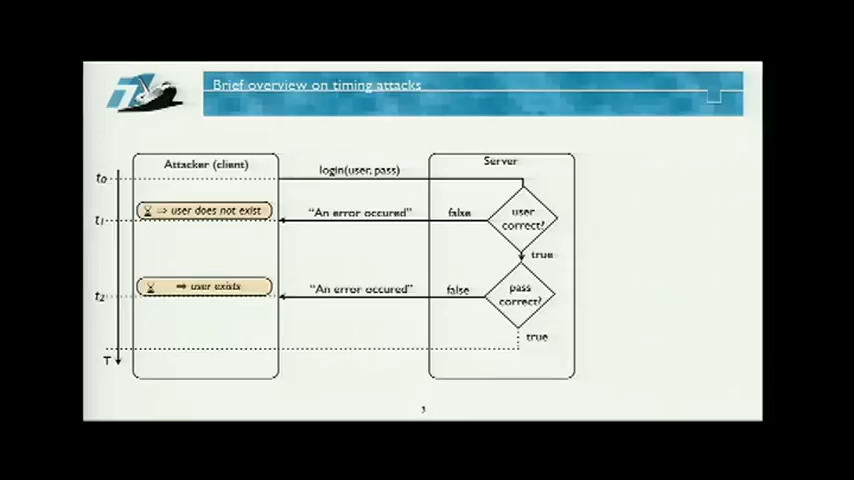 Brief overview on timing attacks
Attacker (client)
login(user, pass)
Server
t0
⇒ user does not exist
"An error occured"
false
user
correct?
t1
true
⇒ user exists
"An error occured"
false
pass
correct?
t2
true
T
3